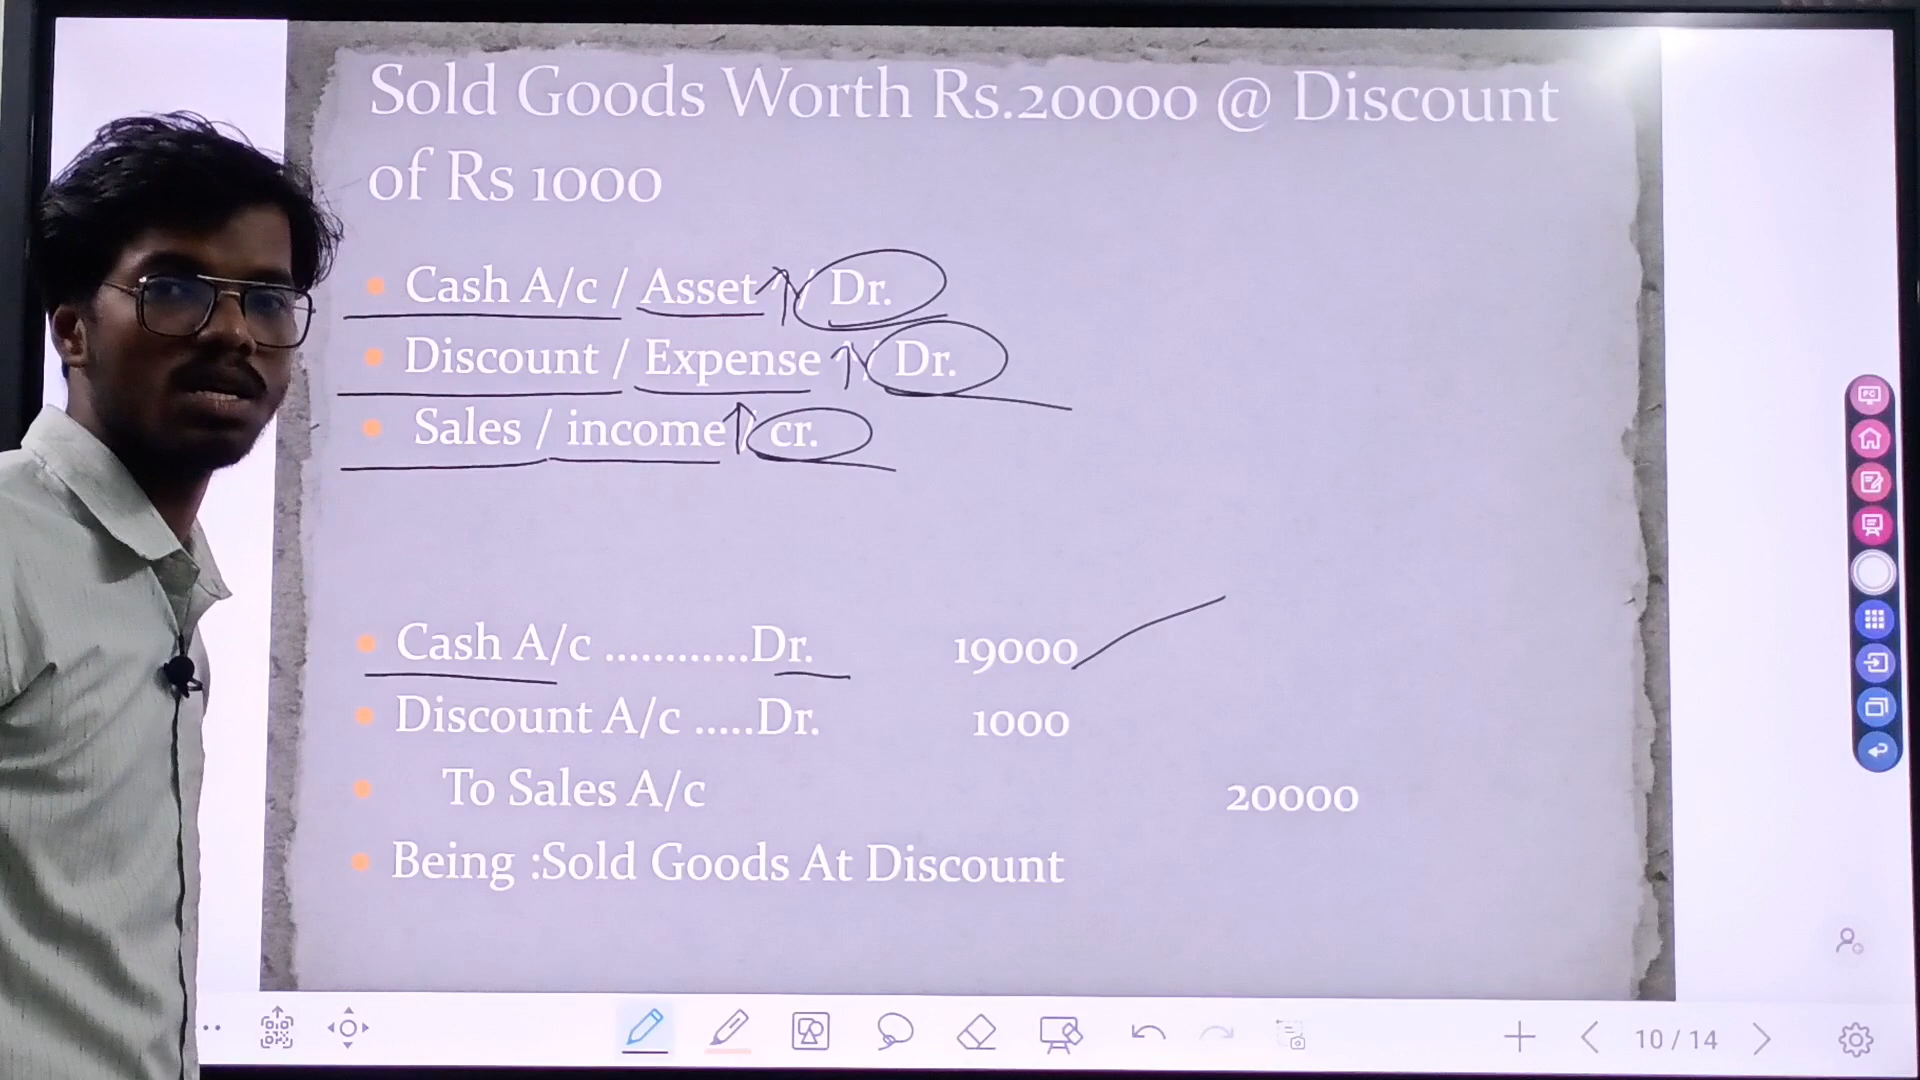 Sold Goods Worth Rs.20000 @ Discount
of Rs 1000
Cash A/c / Asset ↑/ Dr.
Discount / Expense ↑/ Dr.
Sales / income / cr.
Cash A/c ............Dr. 19000
Discount A/c .....Dr. 1000
To Sales A/c 20000
Being :Sold Goods At Discount
10 / 14